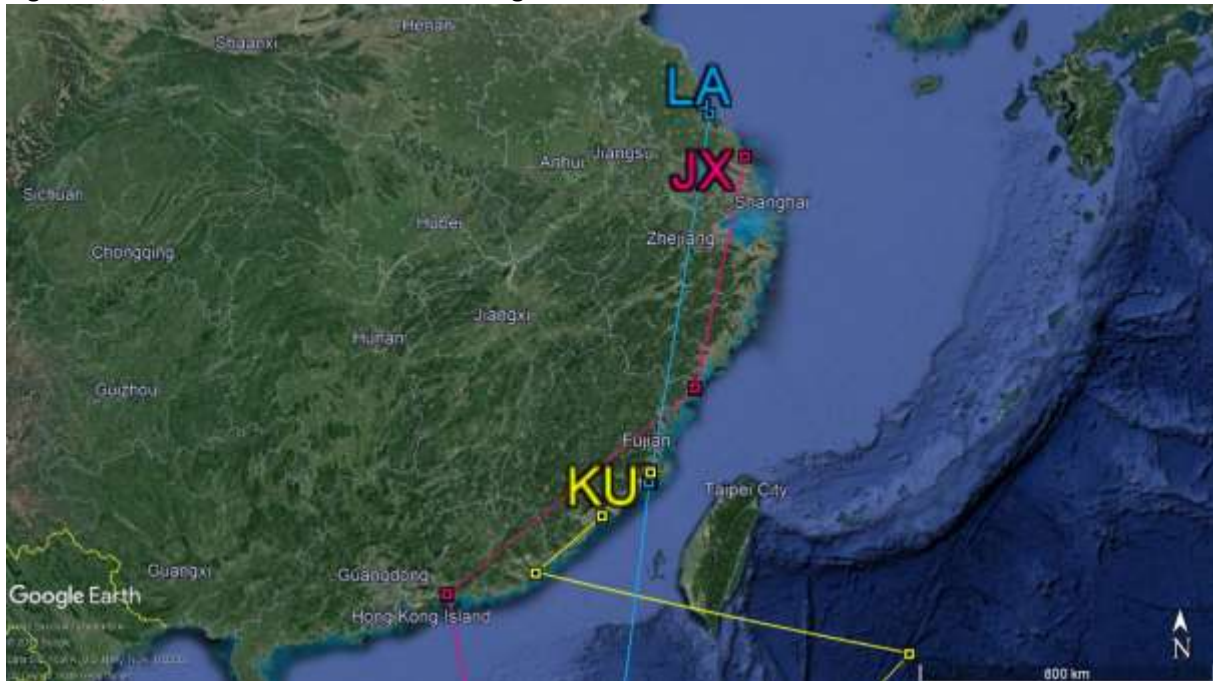 Henan
Shaanxi
LA
Anhui
Jiangsu
JX
Sichuan
Shanghai
Hubei
Zhejiang
Chongqing
Jiangxi
Hunan
Guizhou
Fujian
KU
Taipei City
Guangxi
Guangdong
Google Earth
Hong Kong Island
N
800 km